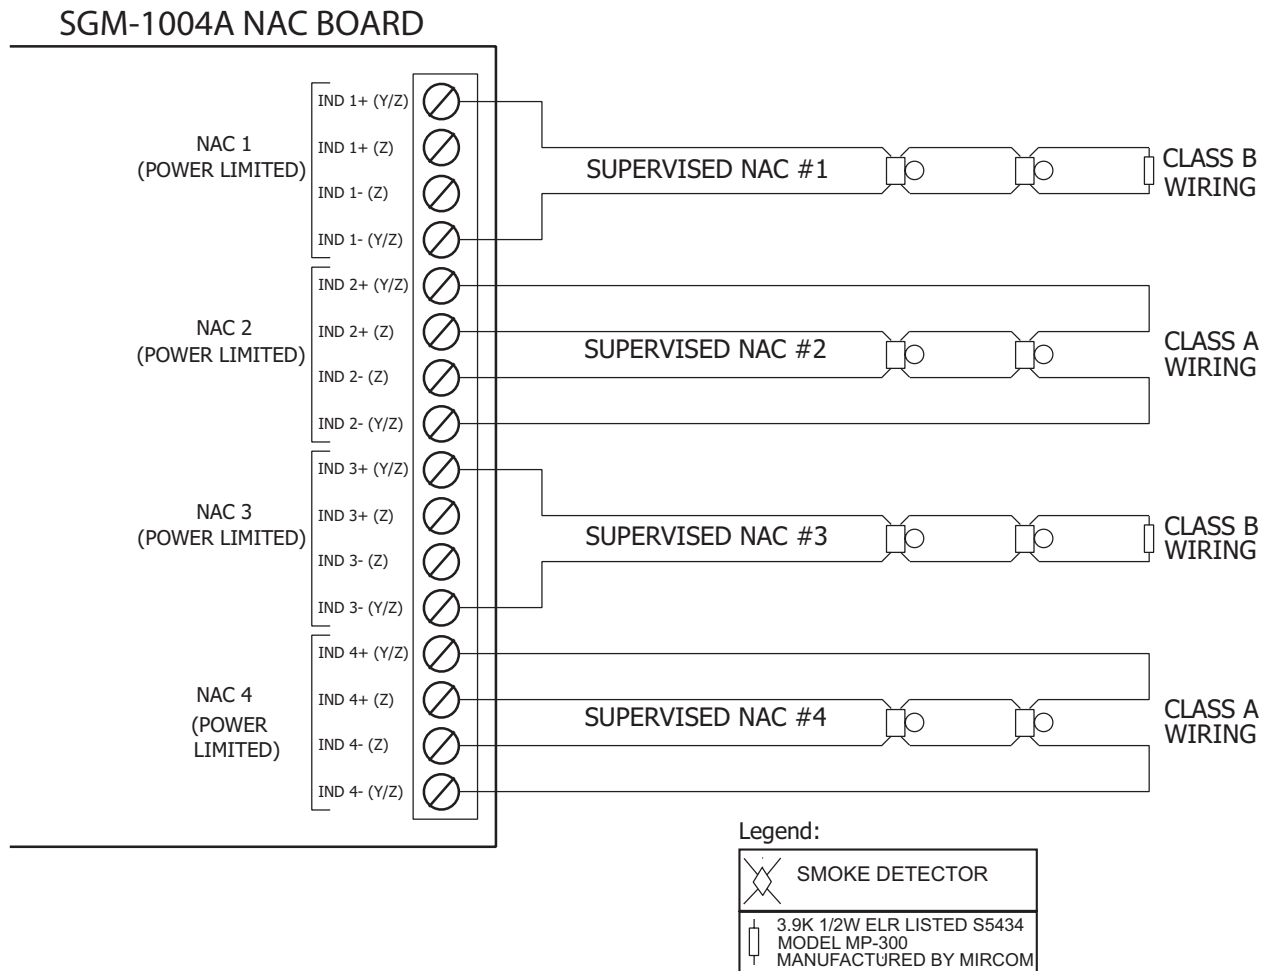 SGM-1004A NAC BOARD
NAC 1
(POWER LIMITED)
IND 1+ (Y/Z)
IND 1+ (Z)
IND 1- (Z)
IND 1- (Y/Z)
SUPERVISED NAC #1
CLASS B
WIRING
NAC 2
(POWER LIMITED)
IND 2+ (Y/Z)
IND 2+ (Z)
IND 2- (Z)
IND 2- (Y/Z)
SUPERVISED NAC #2
CLASS A
WIRING
NAC 3
(POWER LIMITED)
IND 3+ (Y/Z)
IND 3+ (Z)
IND 3- (Z)
IND 3- (Y/Z)
SUPERVISED NAC #3
CLASS B
WIRING
NAC 4
(POWER
LIMITED)
IND 4+ (Y/Z)
IND 4+ (Z)
IND 4- (Z)
IND 4- (Y/Z)
SUPERVISED NAC #4
CLASS A
WIRING
Legend:
SMOKE DETECTOR
3.9K 1/2W ELR LISTED S5434
MODEL MP-300
MANUFACTURED BY MIRCOM